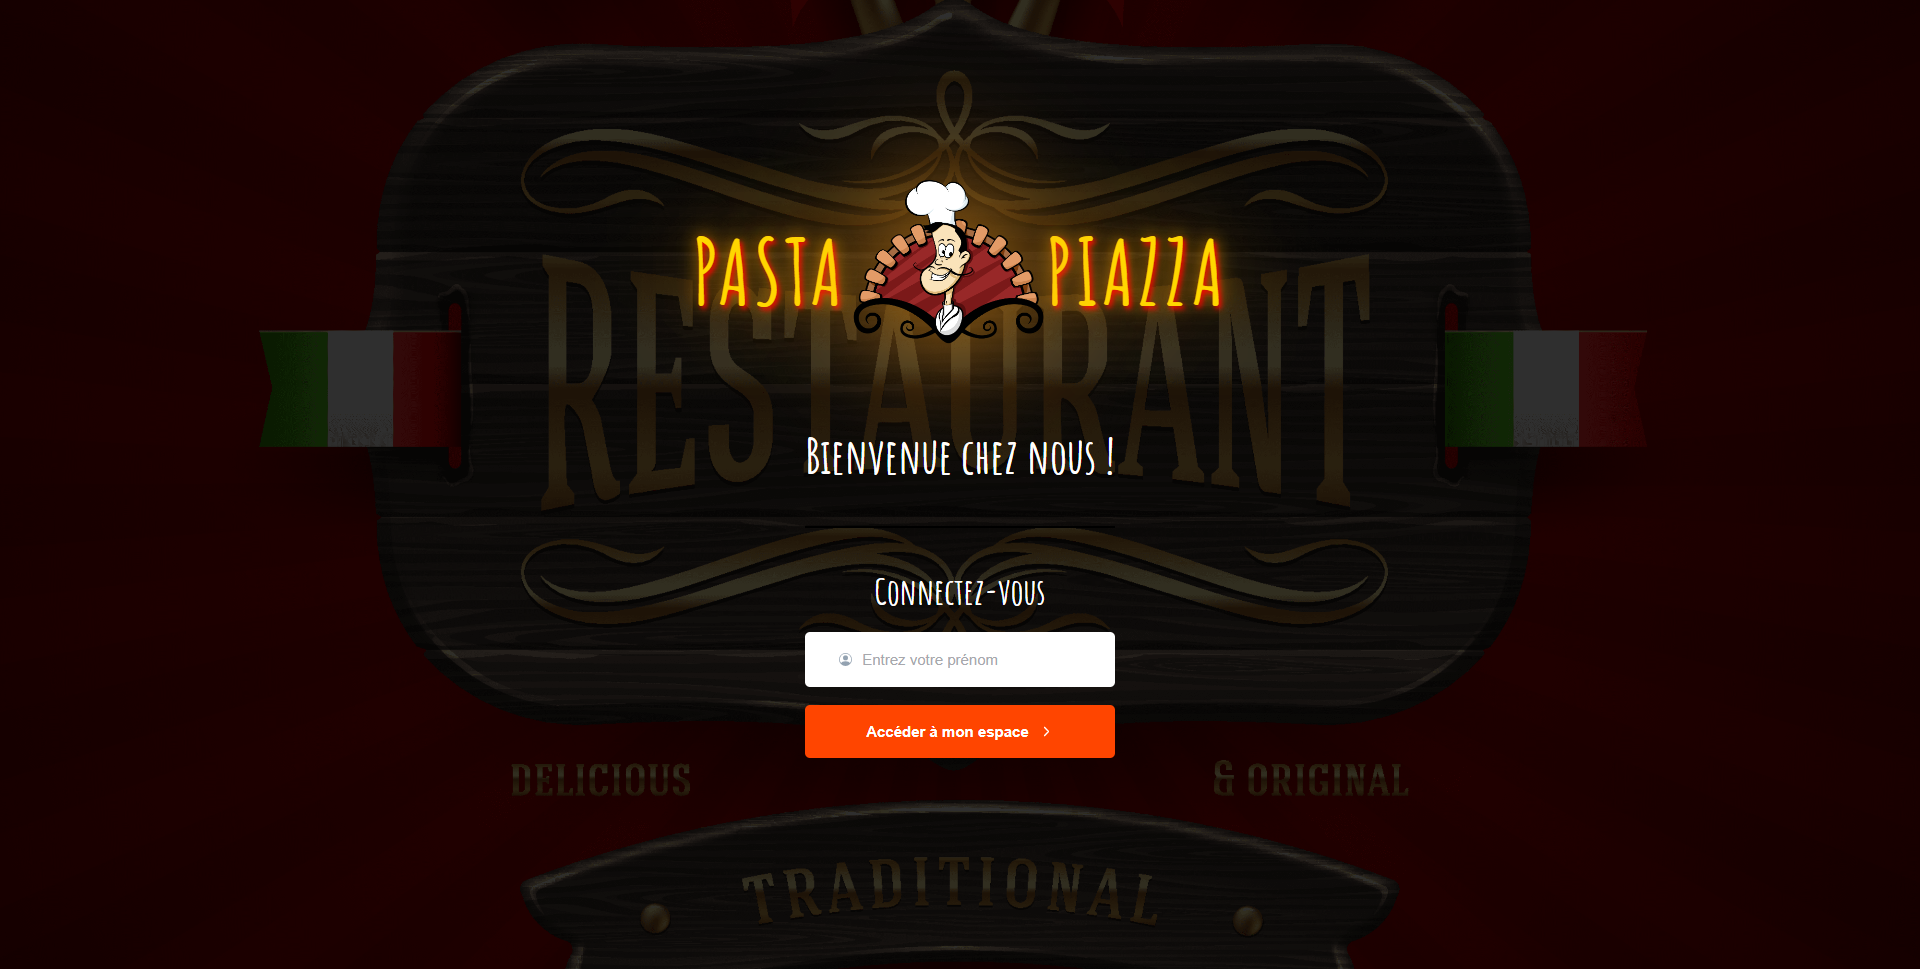 PASTA PIAZZA
RESTAURANT
Bienvenue chez nous !
Connectez-vous
Entrez votre prénom
Accéder à mon espace
DELICIOUS & ORIGINAL
TRADITIONAL